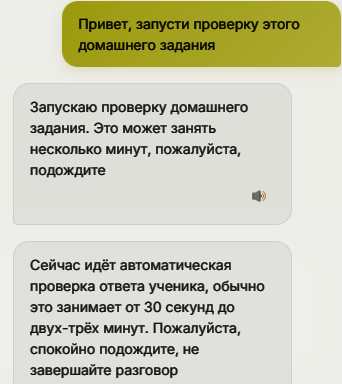 Привет, запусти проверку этого
домашнего задания
Запускаю проверку домашнего
задания. Это может занять
несколько минут, пожалуйста,
подождите
Сейчас идёт автоматическая
проверка ответа ученика, обычно
это занимает от 30 секунд до
двух-трёх минут. Пожалуйста,
спокойно подождите, не
завершайте разговор